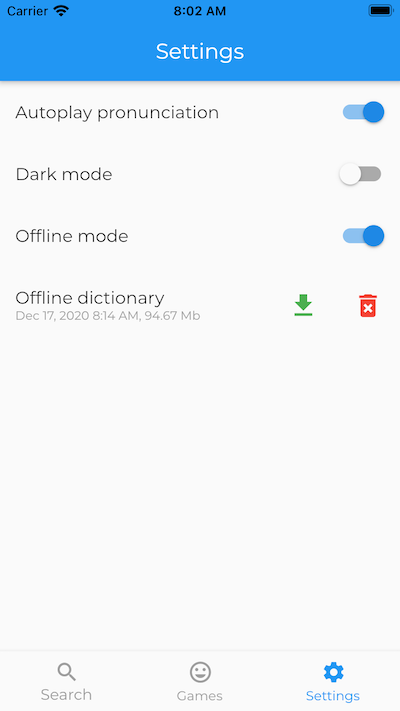 Carrier 8:02 AM
Settings
Autoplay pronunciation
Dark mode
Offline mode
Offline dictionary
Dec 17, 2020 8:14 AM, 94.67 Mb
Search Games Settings